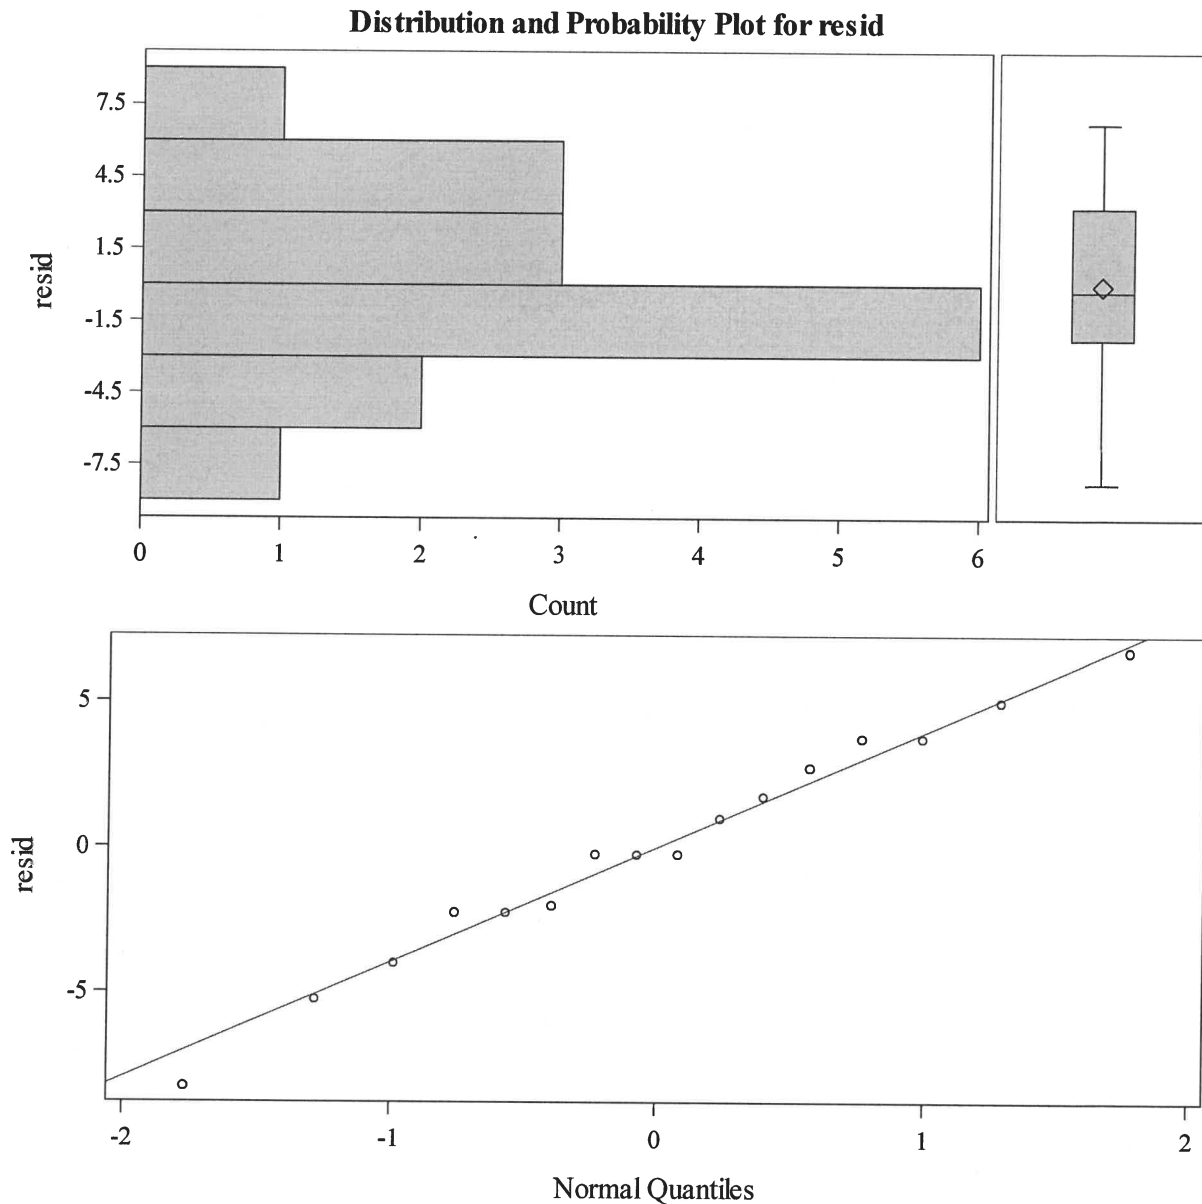 Distribution and Probability Plot for resid
7.5
4.5
1.5
-1.5
-4.5
-7.5
resid
0 1 2 3 4 5 6
Count
5
0
-5
resid
-2 -1 0 1 2
Normal Quantiles